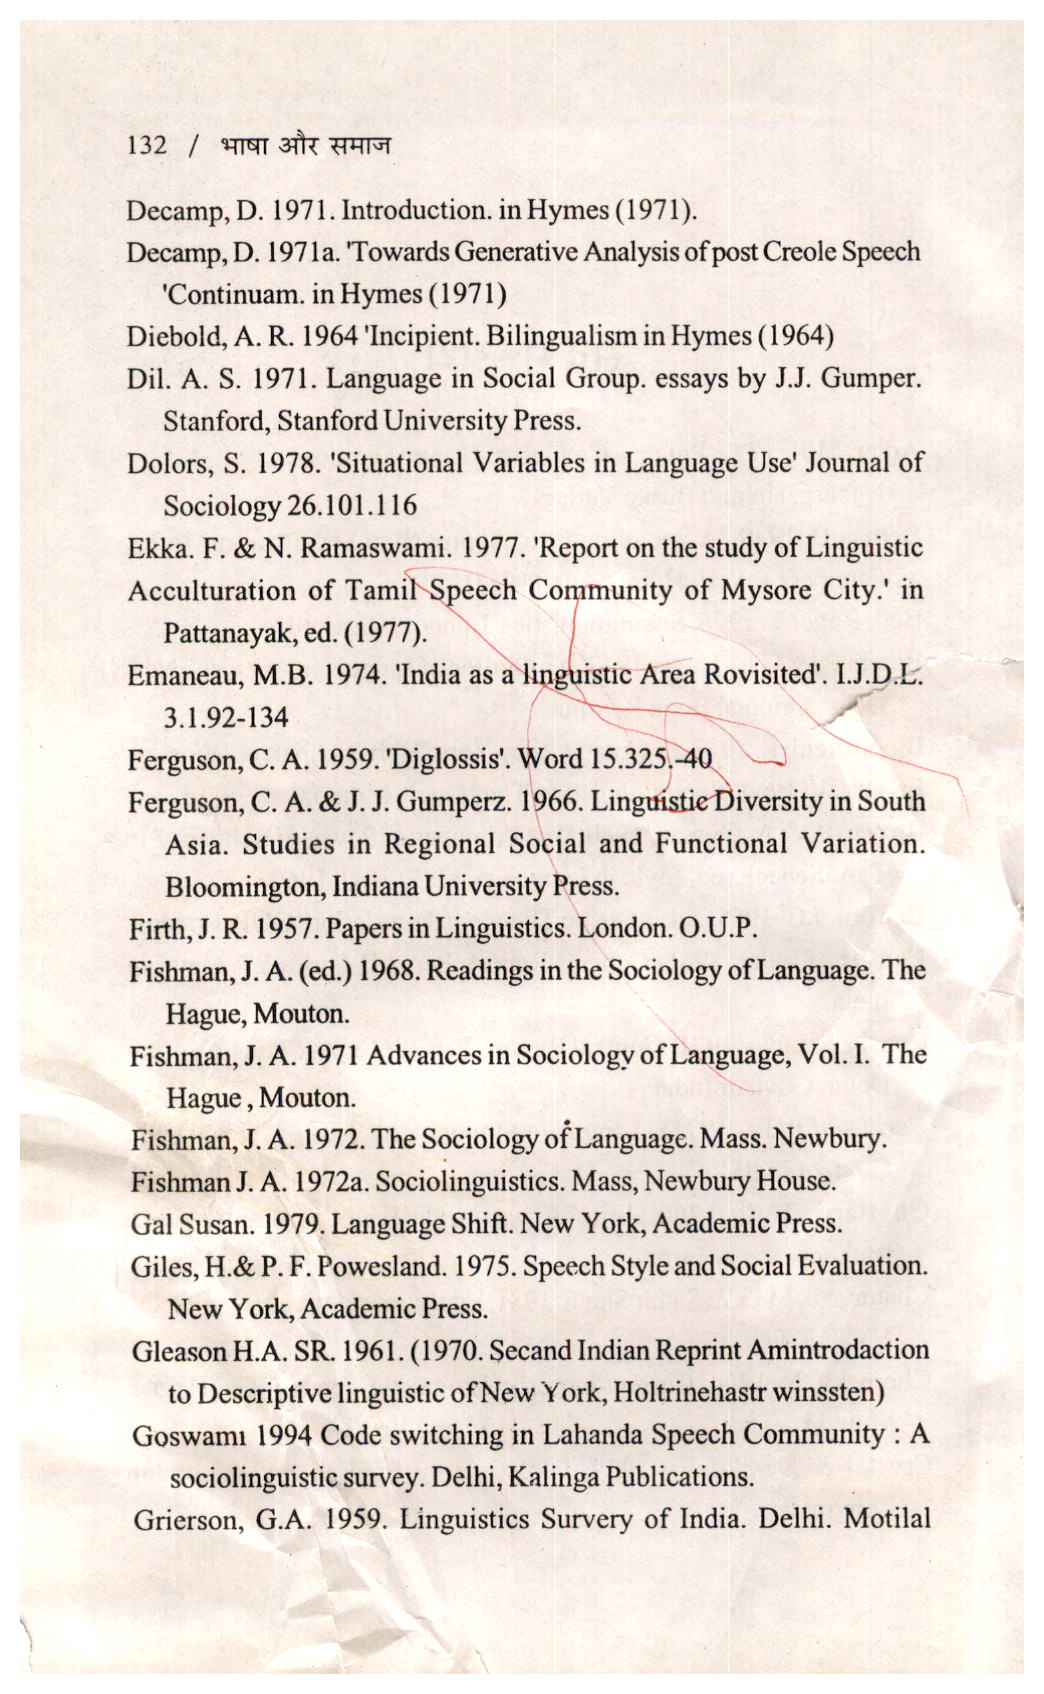 132 / भाषा और समाज
Decamp, D. 1971. Introduction. in Hymes (1971).
Decamp, D. 1971a. 'Towards Generative Analysis of post Creole Speech
'Continuam. in Hymes (1971)
Diebold, A. R. 1964 'Incipient. Bilingualism in Hymes (1964)
Dil. A. S. 1971. Language in Social Group. essays by J.J. Gumper.
Stanford, Stanford University Press.
Dolors, S. 1978. 'Situational Variables in Language Use' Journal of
Sociology 26.101.116
Ekka. F. & N. Ramaswami. 1977. 'Report on the study of Linguistic
Acculturation of Tamil Speech Community of Mysore City.' in
Pattanayak, ed. (1977).
Emaneau, M.B. 1974. 'India as a linguistic Area Rovisited'. I.J.D.L.
3.1.92-134
Ferguson, C. A. 1959. 'Diglossis'. Word 15.325.-40
Ferguson, C. A. & J. J. Gumperz. 1966. Linguistic Diversity in South
Asia. Studies in Regional Social and Functional Variation.
Bloomington, Indiana University Press.
Firth, J. R. 1957. Papers in Linguistics. London. O.U.P.
Fishman, J. A. (ed.) 1968. Readings in the Sociology of Language. The
Hague, Mouton.
Fishman, J. A. 1971 Advances in Sociology of Language, Vol. I. The
Hague , Mouton.
Fishman, J. A. 1972. The Sociology of Language. Mass. Newbury.
Fishman J. A. 1972a. Sociolinguistics. Mass, Newbury House.
Gal Susan. 1979. Language Shift. New York, Academic Press.
Giles, H.& P. F. Powesland. 1975. Speech Style and Social Evaluation.
New York, Academic Press.
Gleason H.A. SR. 1961. (1970. Secand Indian Reprint Amintrodaction
to Descriptive linguistic of New York, Holtrinehastr winssten)
Goswami 1994 Code switching in Lahanda Speech Community : A
sociolinguistic survey. Delhi, Kalinga Publications.
Grierson, G.A. 1959. Linguistics Survery of India. Delhi. Motilal